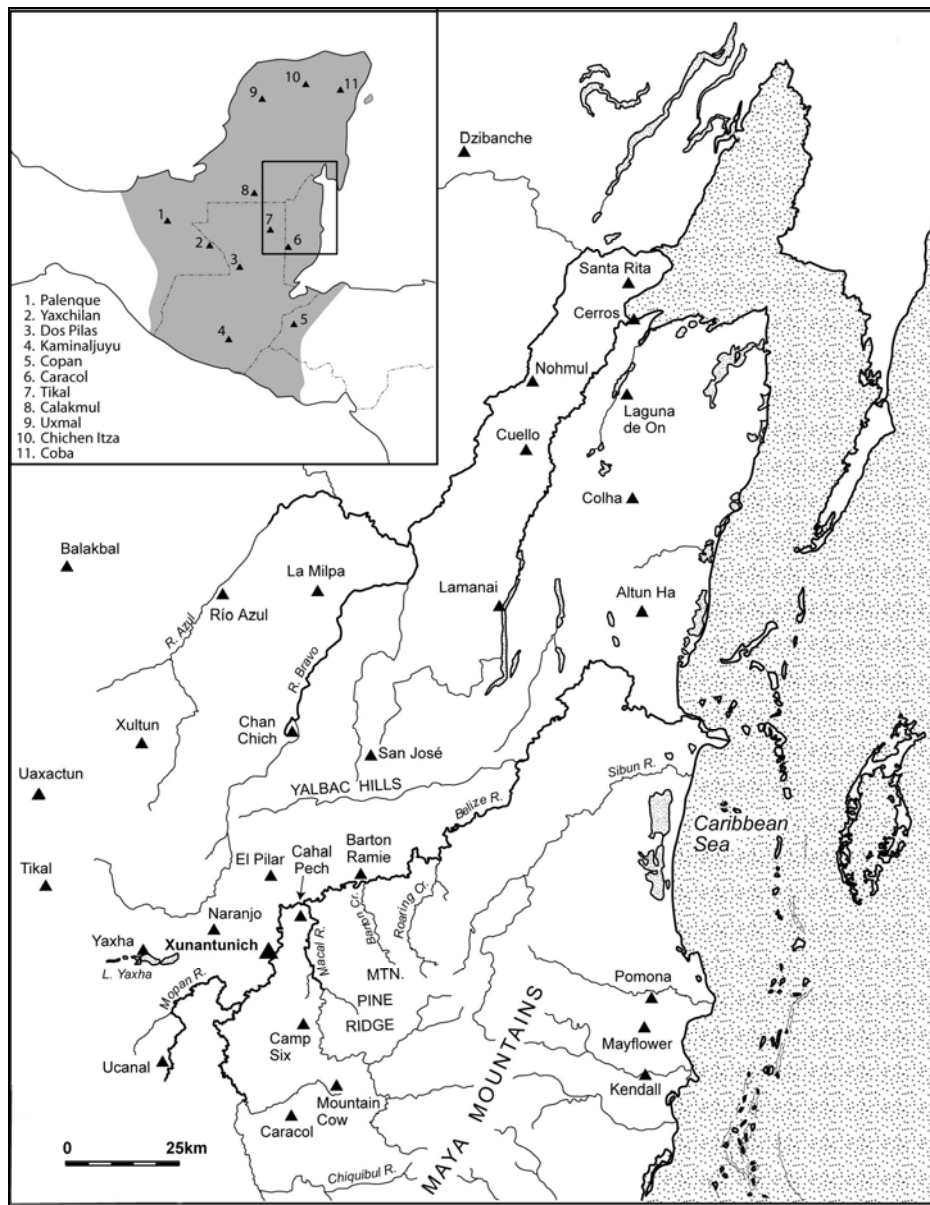 10
11
9
8
1
7
2
6
3
5
4
1. Palenque
2. Yaxchilan
3. Dos Pilas
4. Kaminaljuyu
5. Copan
6. Caracol
7. Tikal
8. Calakmul
9. Uxmal
10. Chichen Itza
11. Coba
Dzibanche
Santa Rita
Cerros
Nohmul
Laguna
de On
Cuello
Colha
Balakbal
La Milpa
Río Azul
R. Azul
R. Bravo
Lamanai
Altun Ha
Xultun
Chan
Chich
San José
Uaxactun
YALBAC HILLS
Belize R.
Sibun R.
Caribbean
Sea
Tikal
El Pilar
Cahal
Pech
Barton
Ramie
Barton Cr.
Roaring Cr.
Naranjo
Yaxha
Xunantunich
L. Yaxha
Macal R.
Mopan R.
MTN.
PINE
RIDGE
Pomona
Camp
Six
Mayflower
Ucanal
Kendall
Mountain
Cow
Caracol
MAYA MOUNTAINS
Chiquibul R.
0 25km